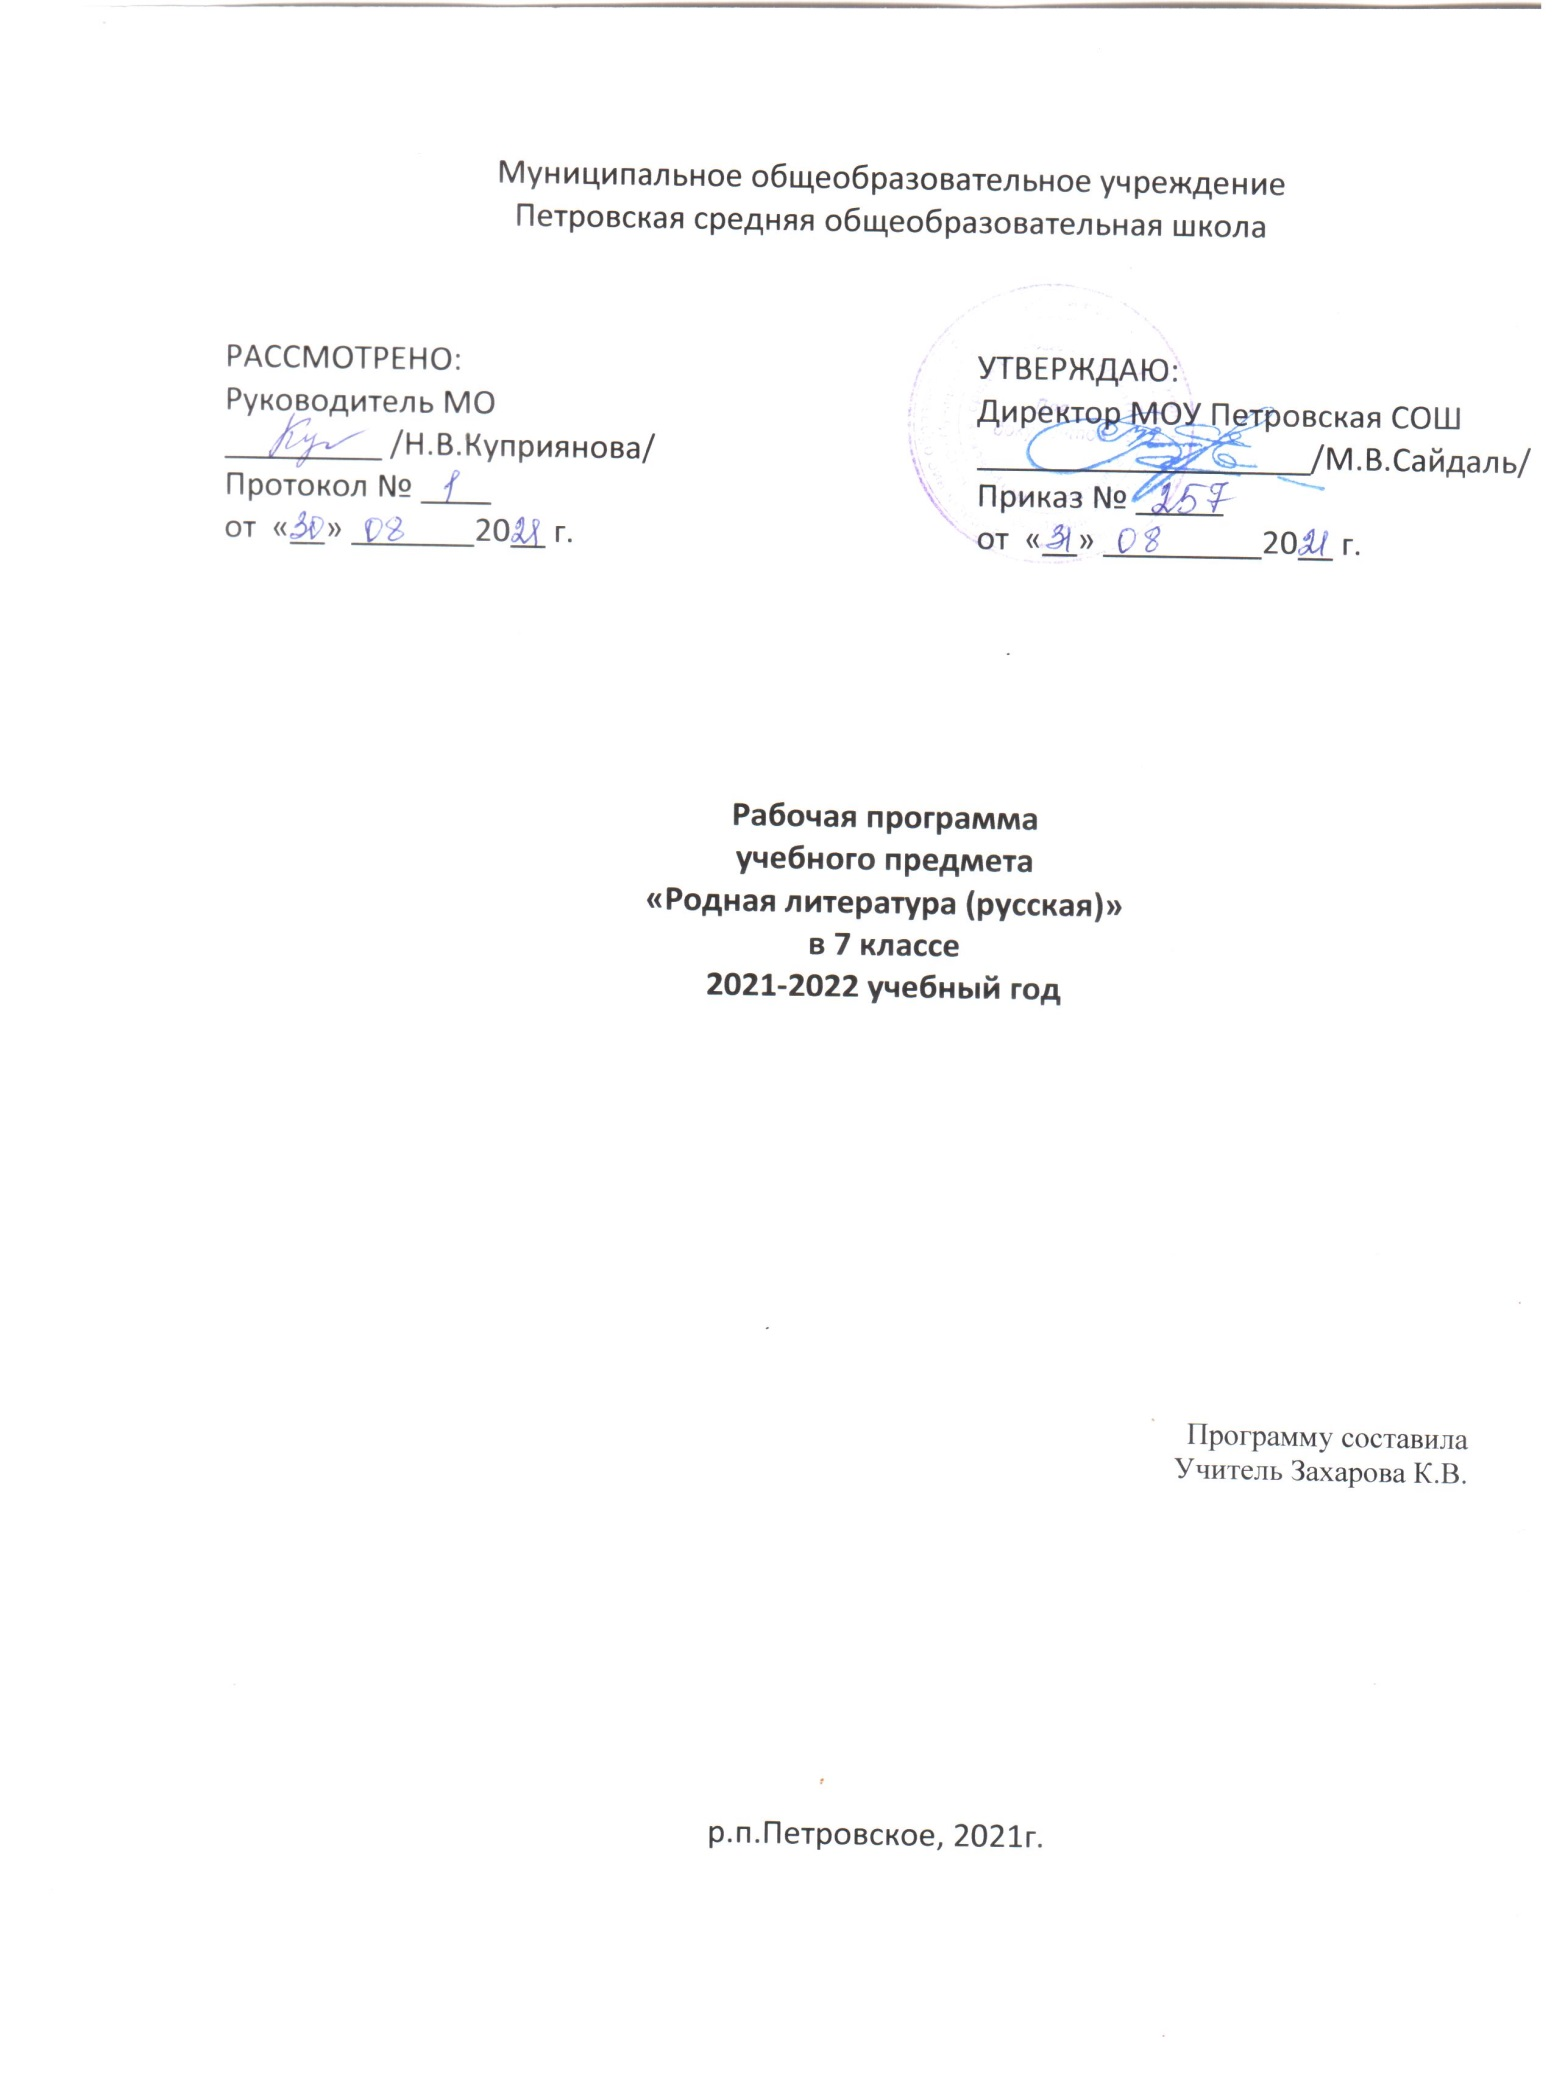 Муниципальное общеобразовательное учреждение
Петровская средняя общеобразовательная школа
РАССМОТРЕНО:
Руководитель МО
___________ /Н.В.Куприянова/
Протокол № 1
от «30» 08 2021 г.
УТВЕРЖДАЮ:
Директор МОУ Петровская СОШ
___________/М.В.Сайдаль/
Приказ № 257
от «31» 08 2021 г.
Рабочая программа
учебного предмета
«Родная литература (русская)»
в 7 классе
2021-2022 учебный год
Программу составила
Учитель Захарова К.В.
р.п.Петровское, 2021г.